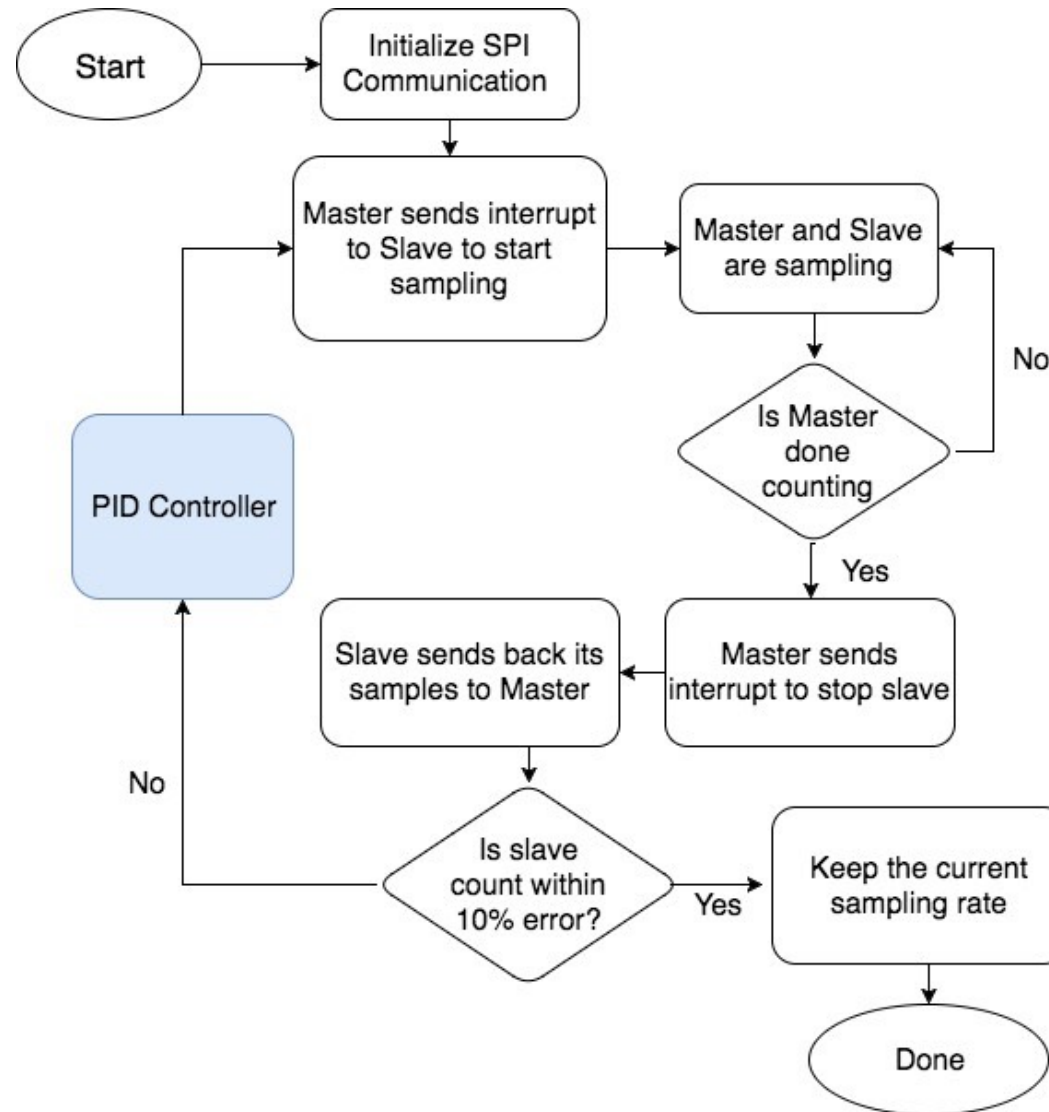 Start
Initialize SPI
Communication
Master sends interrupt
to Slave to start
sampling
Master and Slave
are sampling
No
Is Master
done
counting
Yes
PID Controller
Slave sends back its
samples to Master
Master sends
interrupt to stop slave
No
Is slave
count within
10% error?
Yes
Keep the current
sampling rate
Done